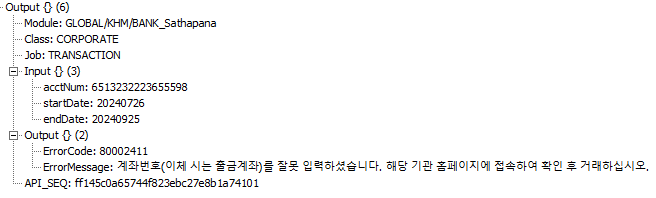 Output {} (6)
Module: GLOBAL/KHM/BANK_Sathapana
Class: CORPORATE
Job: TRANSACTION
Input {} (3)
acctNum: 6513232223655598
startDate: 20240726
endDate: 20240925
Output {} (2)
ErrorCode: 80002411
ErrorMessage: 계좌번호(이체 시는 출금계좌)를 잘못 입력하셨습니다. 해당 기관 홈페이지에 접속하여 확인 후 거래하십시오.
API_SEQ: ff145c0a65744f823ebc27e8b1a74101